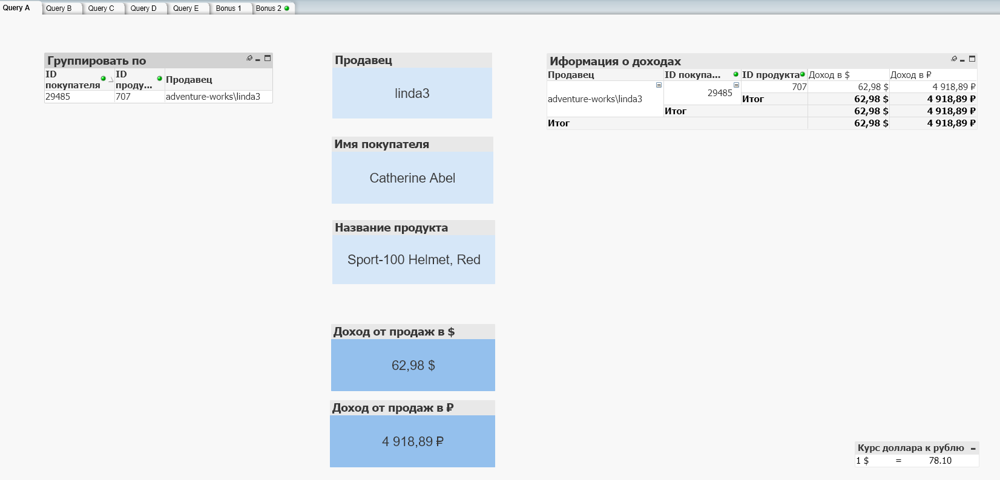 Query A Query B Query C Query D Query E Bonus 1 Bonus 2
Группировать по
ID покупателя ID проду... Продавец
29485 707 adventure-works\linda3
Продавец
linda3
Имя покупателя
Catherine Abel
Название продукта
Sport-100 Helmet, Red
Доход от продаж в $
62,98 $
Доход от продаж в ₽
4 918,89 ₽
Иформация о доходах
Продавец ID покупа... ID продукта Доход в $ Доход в ₽
adventure-works\linda3 29485 707 62,98 $ 4 918,89 ₽
Итог 62,98 $ 4 918,89 ₽
Итог 62,98 $ 4 918,89 ₽
Итог 62,98 $ 4 918,89 ₽
Курс доллара к рублю
1 $ = 78.10